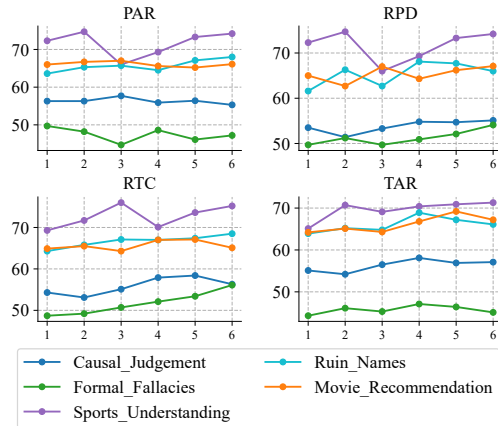 PAR RPD
70 70
60 60
50 50
1 2 3 4 5 6 1 2 3 4 5 6
RTC TAR
70 70
60 60
50 50
1 2 3 4 5 6 1 2 3 4 5 6
Causal_Judgement Ruin_Names
Formal_Fallacies Movie_Recommendation
Sports_Understanding